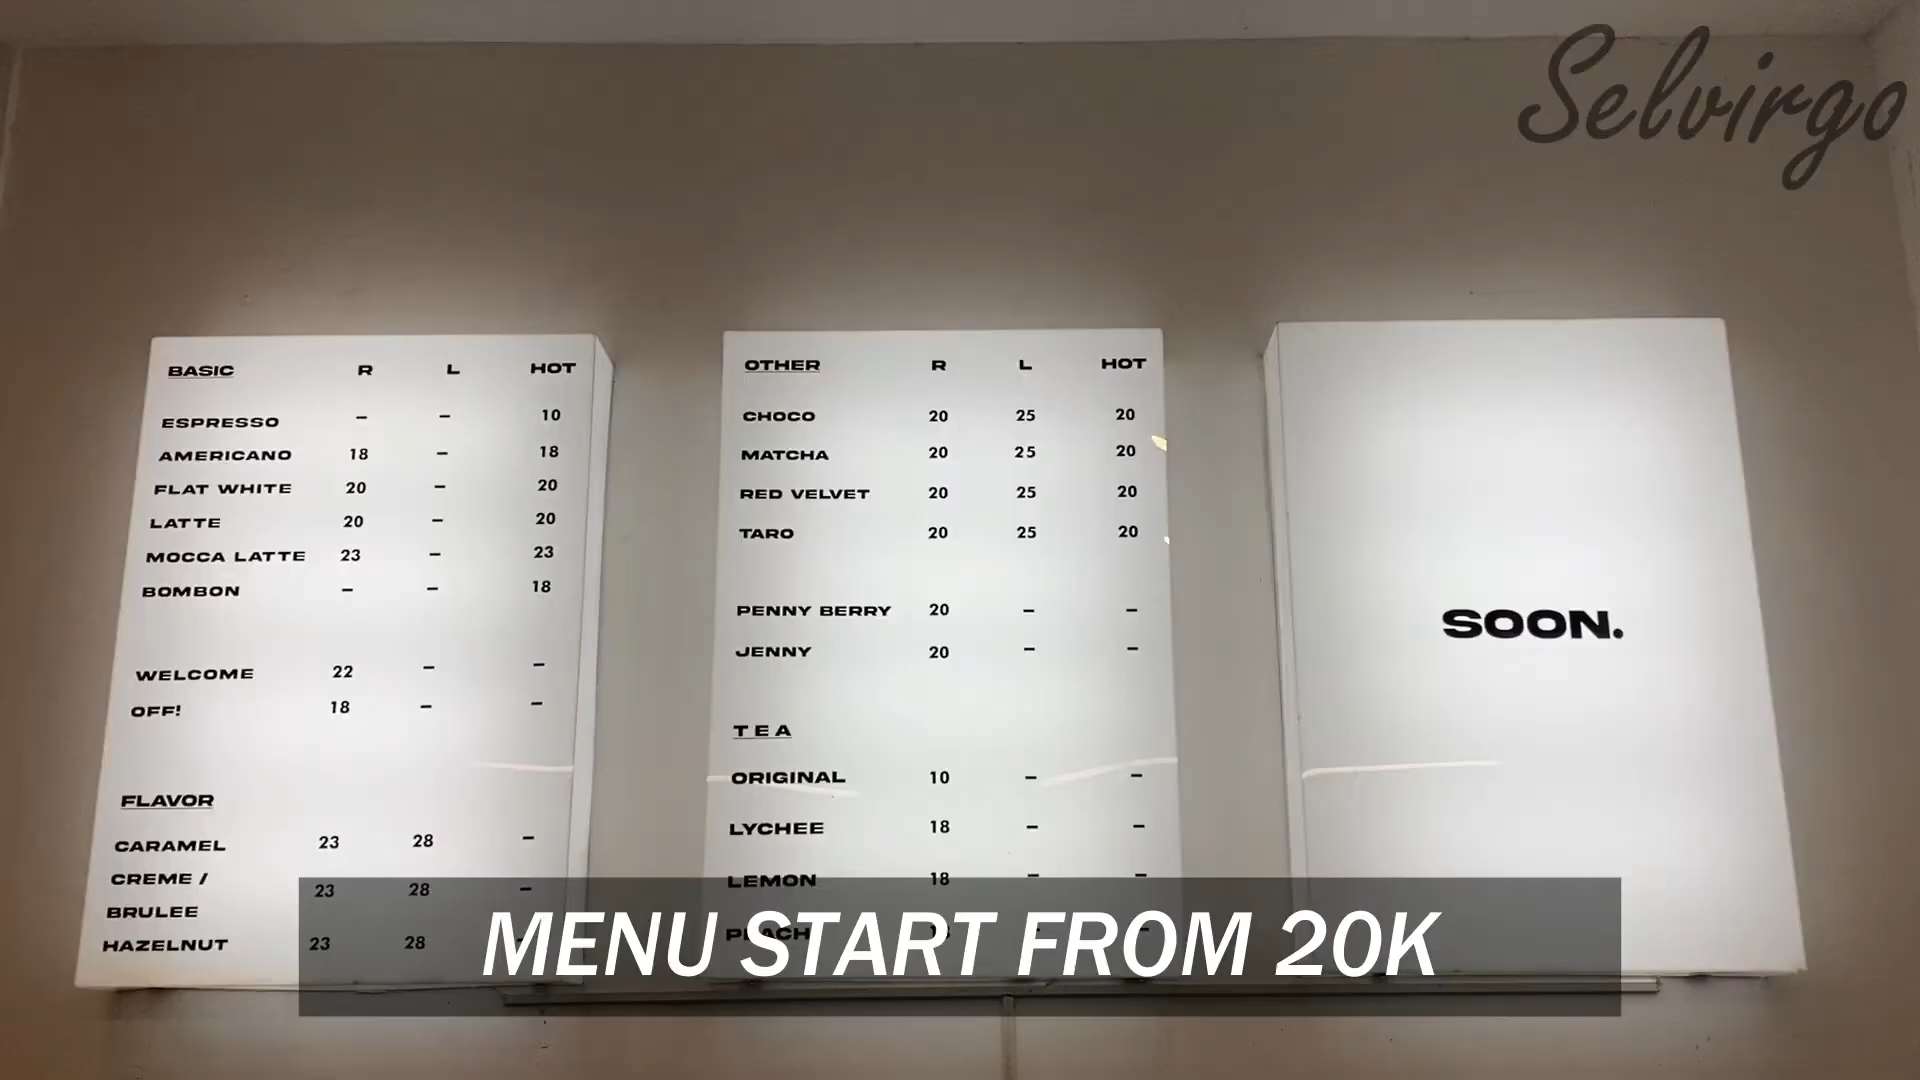 Selvirgo
BASIC R L HOT
ESPRESSO – – 10
AMERICANO 18 – 18
FLAT WHITE 20 – 20
LATTE 20 – 20
MOCCA LATTE 23 – 23
BOMBON – – 18
WELCOME 22 – –
OFF! 18 – –
FLAVOR
CARAMEL 23 28 –
CREME / 23 28 –
BRULEE
HAZELNUT 23 28 –
OTHER R L HOT
CHOCO 20 25 20
MATCHA 20 25 20
RED VELVET 20 25 20
TARO 20 25 20
PENNY BERRY 20 – –
JENNY 20 – –
TEA
ORIGINAL 10 – –
LYCHEE 18 – –
LEMON 18 – –
PEACH
SOON.
MENU START FROM 20K